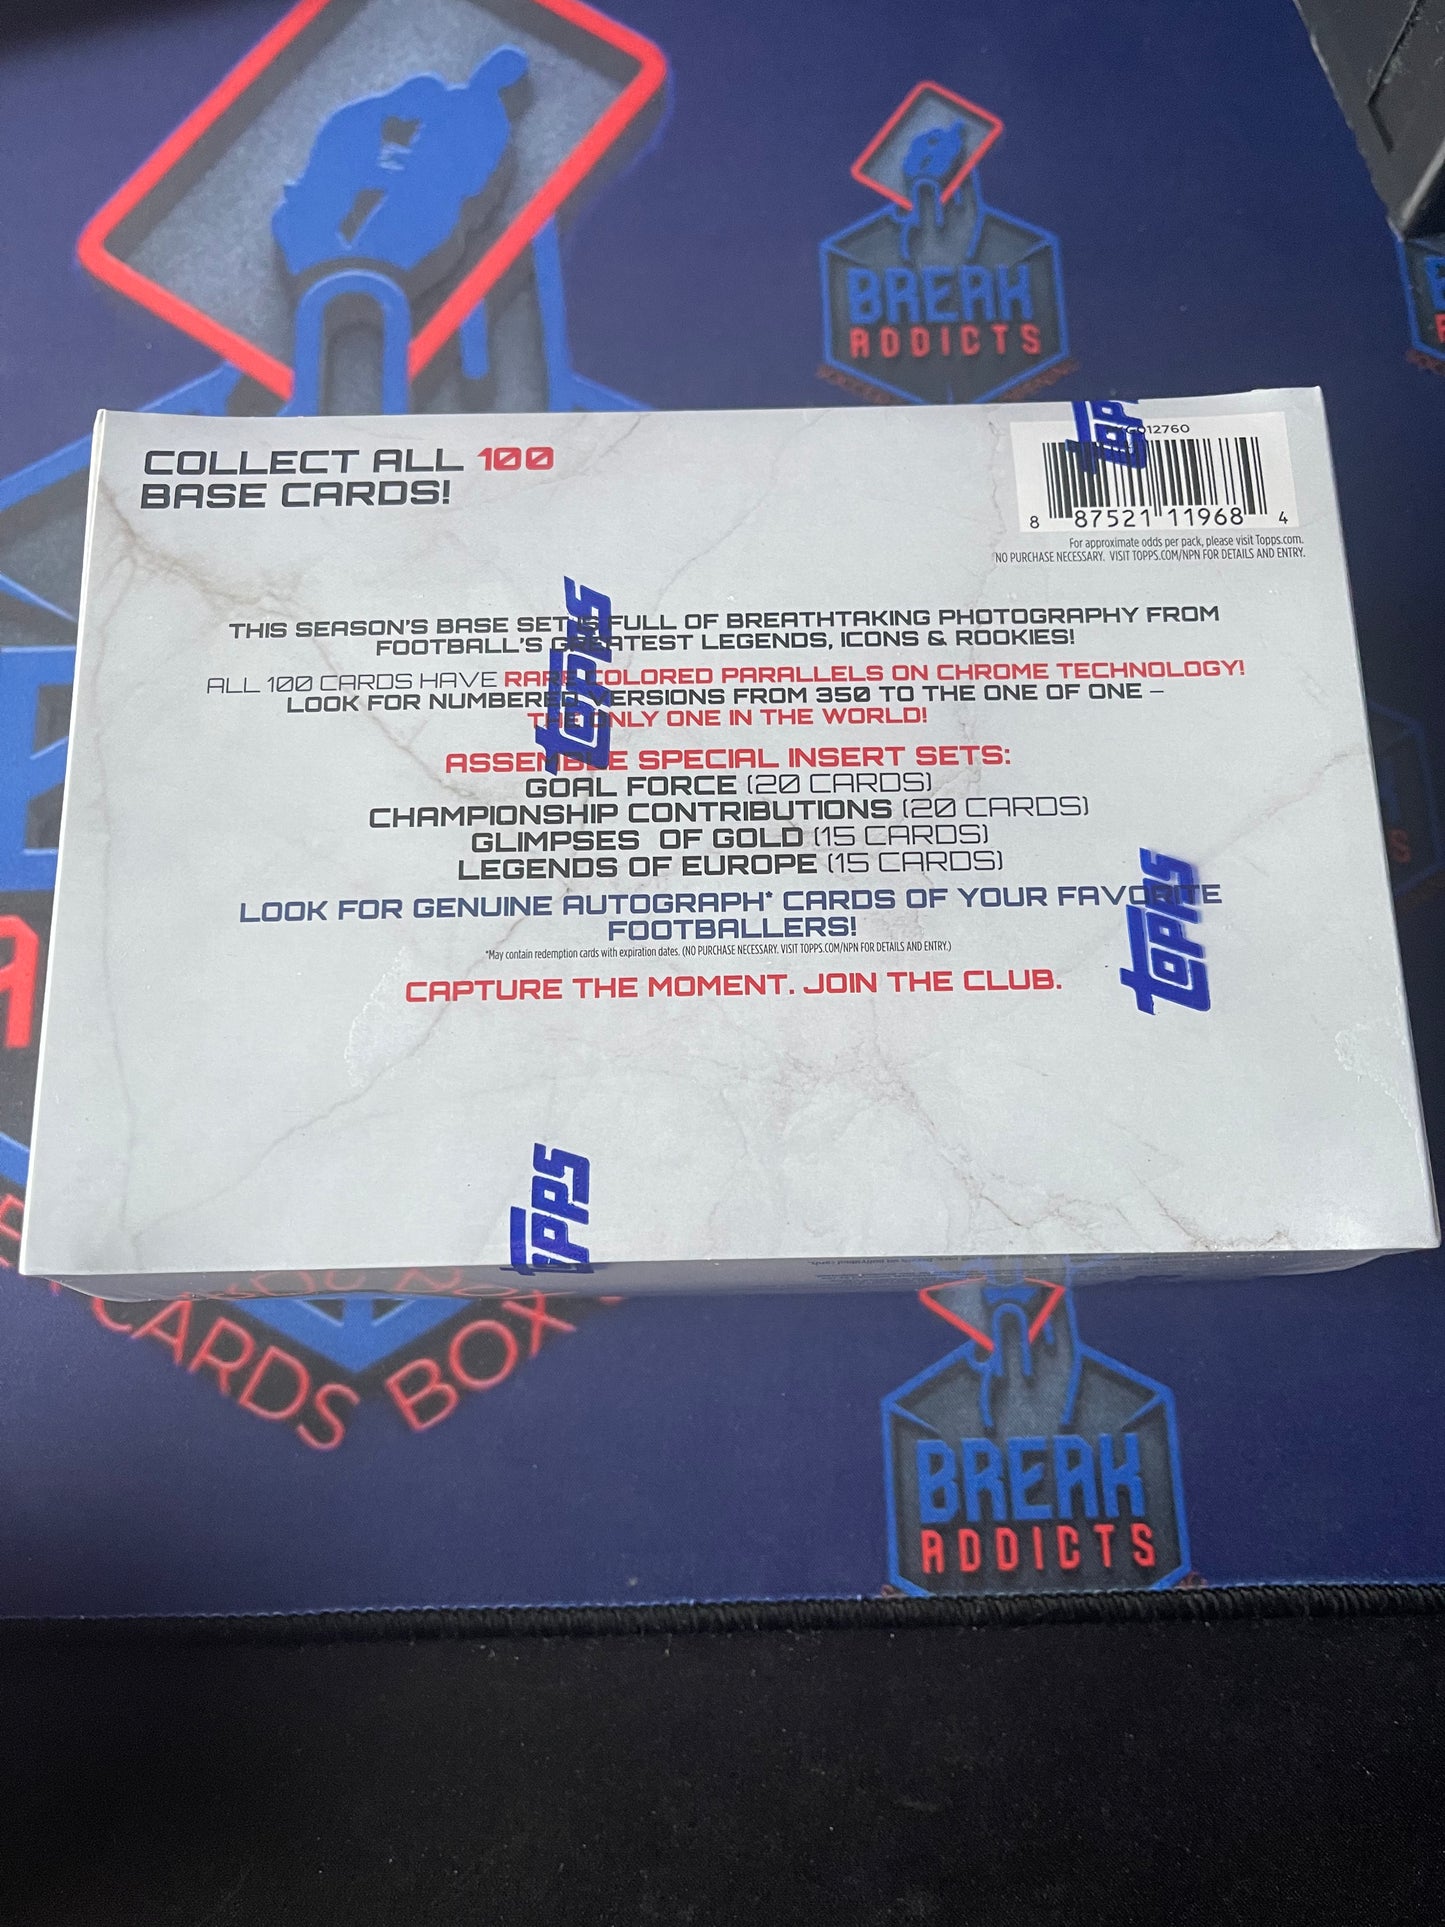 BREAK
ADDICTS
COLLECT ALL 100
BASE CARDS!
topps
12760
8 87521 11968 4
For approximate odds per pack, please visit Topps.com.
NO PURCHASE NECESSARY. VISIT TOPPS.COM/NPN FOR DETAILS AND ENTRY.
THIS SEASON'S BASE SET IS FULL OF BREATHTAKING PHOTOGRAPHY FROM
FOOTBALL'S GREATEST LEGENDS, ICONS & ROOKIES!
ALL 100 CARDS HAVE RARE COLORED PARALLELS ON CHROME TECHNOLOGY!
LOOK FOR NUMBERED VERSIONS FROM 350 TO THE ONE OF ONE –
THE ONLY ONE IN THE WORLD!
topps
ASSEMBLE SPECIAL INSERT SETS:
GOAL FORCE (20 CARDS)
CHAMPIONSHIP CONTRIBUTIONS (20 CARDS)
GLIMPSES OF GOLD (15 CARDS)
LEGENDS OF EUROPE (15 CARDS)
LOOK FOR GENUINE AUTOGRAPH* CARDS OF YOUR FAVORITE
FOOTBALLERS!
*May contain redemption cards with expiration dates. (NO PURCHASE NECESSARY. VISIT TOPPS.COM/NPN FOR DETAILS AND ENTRY.)
CAPTURE THE MOMENT. JOIN THE CLUB.
topps
topps
CARDS BOX
BREAK
ADDICTS